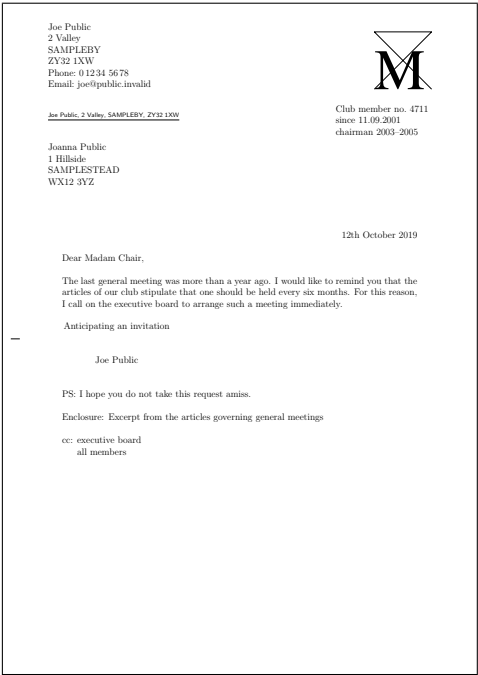 Joe Public
2 Valley
SAMPLEBY
ZY32 1XW
Phone: 0 12 34 56 78
Email: joe@public.invalid
M
Club member no. 4711
since 11.09.2001
chairman 2003–2005
Joe Public, 2 Valley, SAMPLEBY, ZY32 1XW
Joanna Public
1 Hillside
SAMPLESTEAD
WX12 3YZ
12th October 2019
Dear Madam Chair,
The last general meeting was more than a year ago. I would like to remind you that the
articles of our club stipulate that one should be held every six months. For this reason,
I call on the executive board to arrange such a meeting immediately.
Anticipating an invitation
Joe Public
PS: I hope you do not take this request amiss.
Enclosure: Excerpt from the articles governing general meetings
cc: executive board
all members